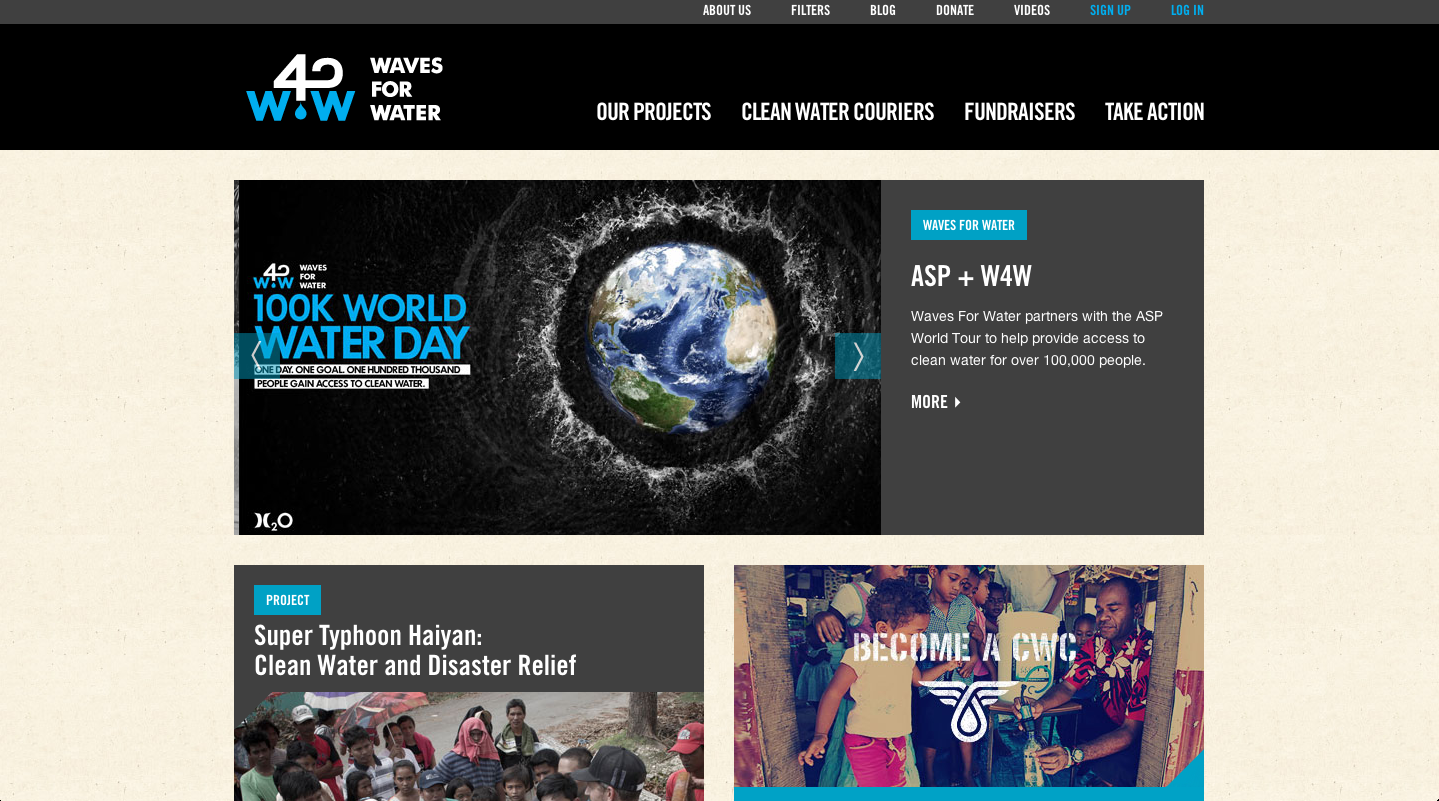 ABOUT US FILTERS BLOG DONATE VIDEOS SIGN UP LOG IN
W4W
WAVES
FOR
WATER
OUR PROJECTS CLEAN WATER COURIERS FUNDRAISERS TAKE ACTION
W4W
WAVES
FOR
WATER
100K WORLD
WATER DAY
ONE DAY. ONE GOAL. ONE HUNDRED THOUSAND
PEOPLE GAIN ACCESS TO CLEAN WATER.
H2O
WAVES FOR WATER
ASP + W4W
Waves For Water partners with the ASP
World Tour to help provide access to
clean water for over 100,000 people.
MORE
PROJECT
Super Typhoon Haiyan:
Clean Water and Disaster Relief
BECOME A CWC